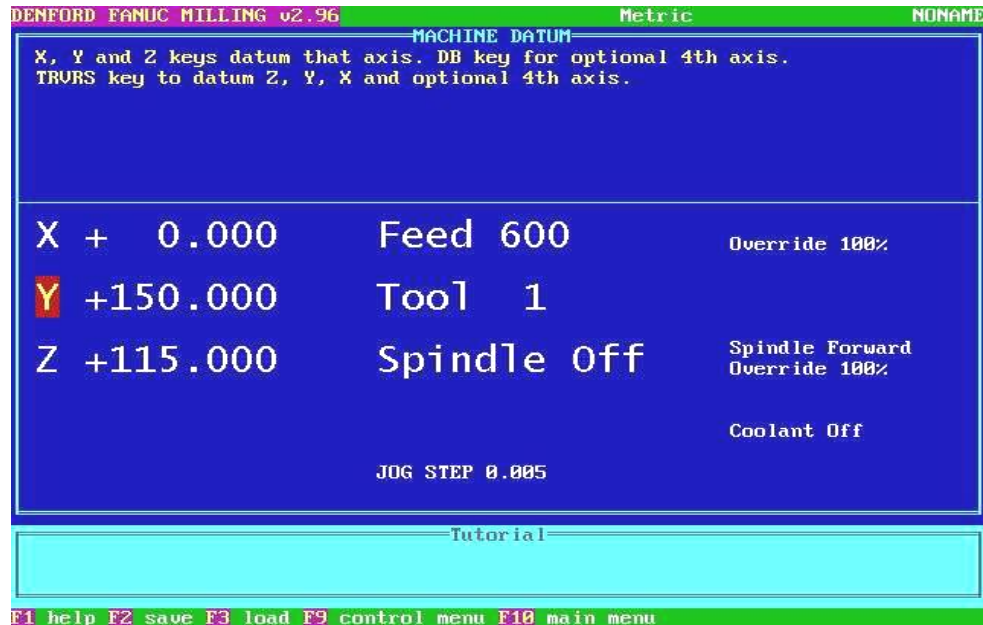 DENFORD FANUC MILLING v2.96 Metric NONAME
MACHINE DATUM
X, Y and Z keys datum that axis. DB key for optional 4th axis.
TRVRS key to datum Z, Y, X and optional 4th axis.
X + 0.000 Feed 600 Override 100%
Y +150.000 Tool 1
Z +115.000 Spindle Off Spindle Forward
Override 100%
Coolant Off
JOG STEP 0.005
Tutorial
F1 help F2 save F3 load F9 control menu F10 main menu